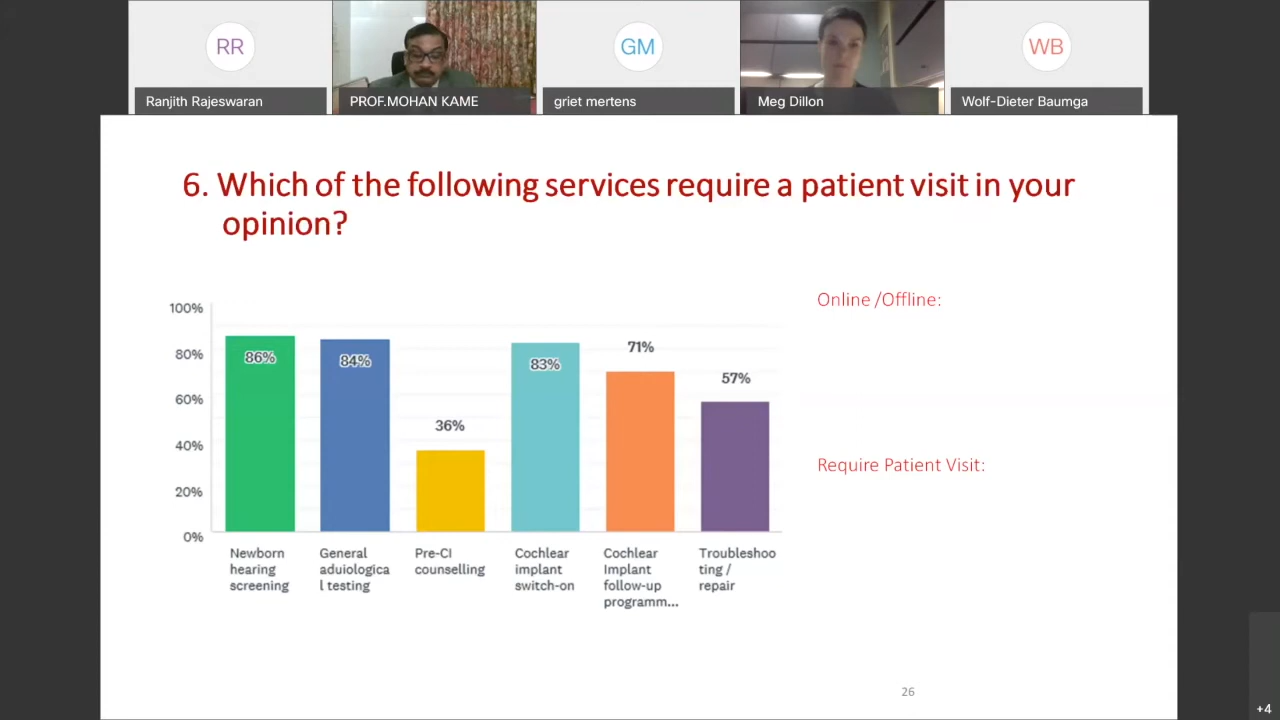 RR
GM
WB
Ranjith Rajeswaran
PROF.MOHAN KAME
griet mertens
Meg Dillon
Wolf-Dieter Baumga
6. Which of the following services require a patient visit in your
opinion?
Online /Offline:
Require Patient Visit:
100%
80%
60%
40%
20%
0%
86%
84%
36%
83%
71%
57%
Newborn
hearing
screening
General
aduiologica
l testing
Pre-CI
counselling
Cochlear
implant
switch-on
Cochlear
Implant
follow-up
programm...
Troubleshoo
ting /
repair
26
+4